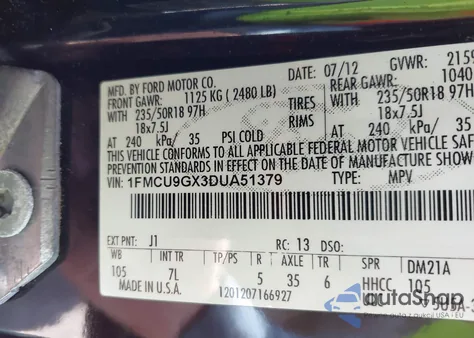 MFD. BY FORD MOTOR CO.
DATE: 07/12 GVWR: 2159
FRONT GAWR: 1125 KG ( 2480 LB)
REAR GAWR: 1040
WITH 235/50R18 97H TIRES WITH 235/50R18 97H
18x7.5J RIMS 18x7.5J
AT 240 kPa/ 35 PSI COLD AT 240 kPa/ 35
THIS VEHICLE CONFORMS TO ALL APPLICABLE FEDERAL MOTOR VEHICLE
PREVENTION STANDARDS IN EFFECT ON THE DATE OF MANUFACTURE
VIN: 1FMCU9GX3DUA51379 TYPE: MPV
EXT PNT: J1 RC: 13 DSO:
WB INT TR TP/PS R AXLE TR SPR DM21A
105 7L 5 35 6 HHCC 105
MADE IN U.S.A. 1201207166927
autoSnap